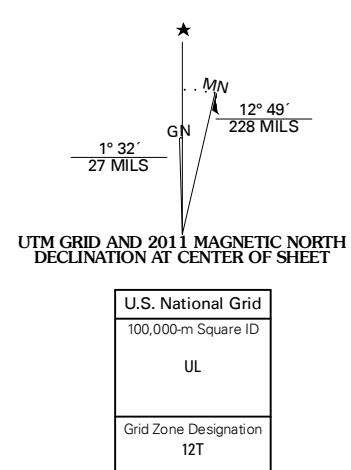 MN
GN
12° 49´
228 MILS
1° 32´
27 MILS
UTM GRID AND 2011 MAGNETIC NORTH
DECLINATION AT CENTER OF SHEET
U.S. National Grid
100,000-m Square ID
UL
Grid Zone Designation
12T